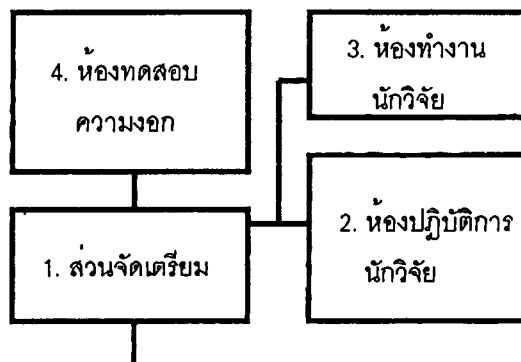 4. ห้องทดสอบ
ความงอก
3. ห้องทำงาน
นักวิจัย
1. ส่วนจัดเตรียม
2. ห้องปฏิบัติการ
นักวิจัย